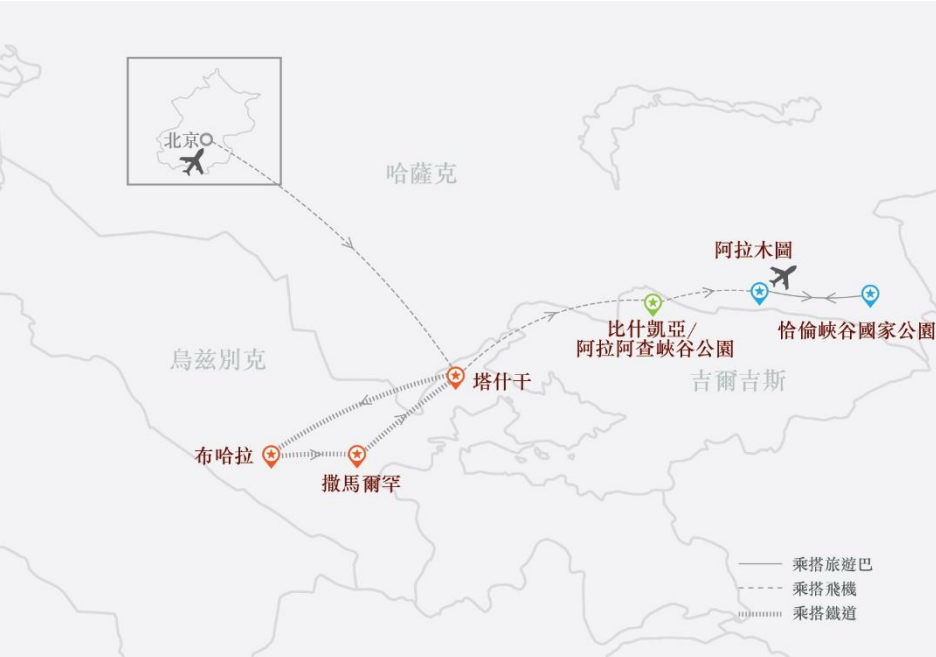 北京
哈薩克
阿拉木圖
恰倫峽谷國家公園
比什凱亞/
阿拉阿查峽谷公園
烏茲別克
塔什干
吉爾吉斯
布哈拉
撒馬爾罕
乘搭旅遊巴
乘搭飛機
乘搭鐵道